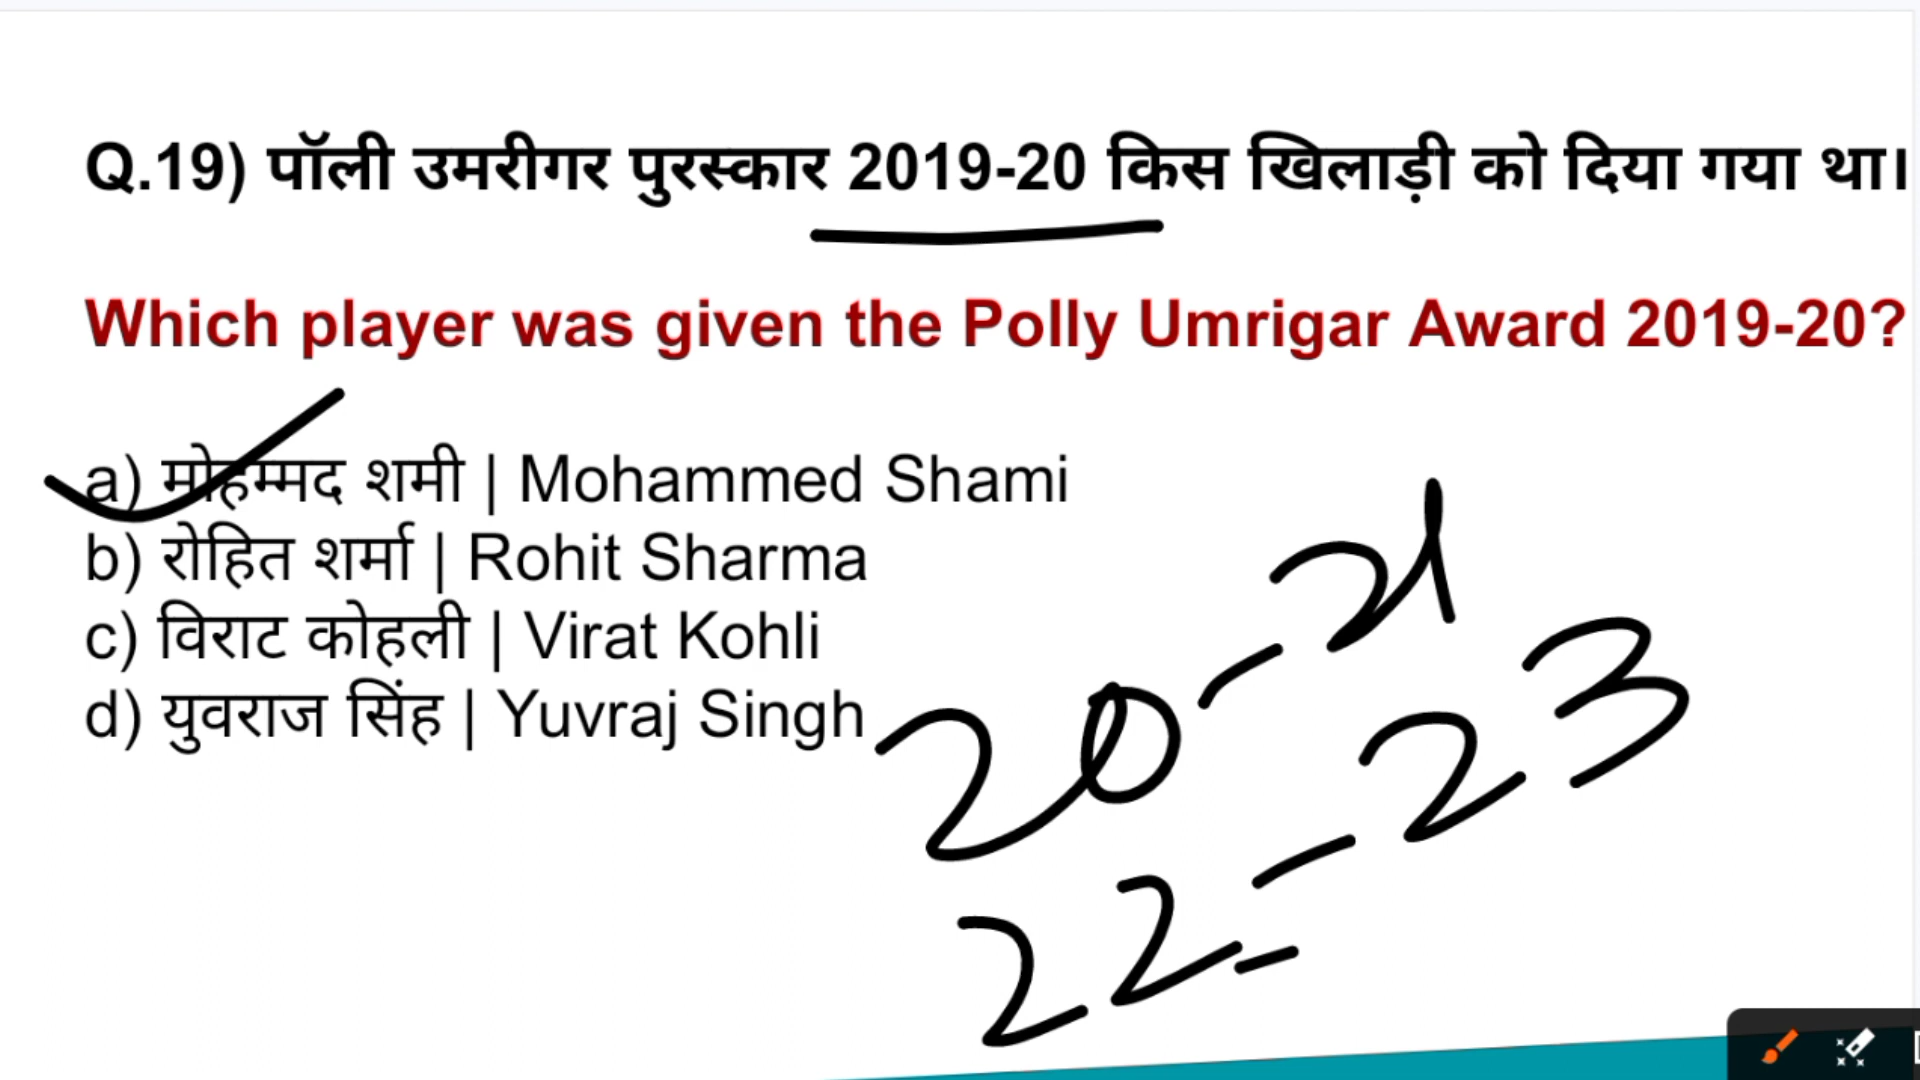 Q.19) पॉली उमरीगर पुरस्कार 2019-20 किस खिलाड़ी को दिया गया था।
Which player was given the Polly Umrigar Award 2019-20?
a) मोहम्मद शमी | Mohammed Shami
b) रोहित शर्मा | Rohit Sharma
c) विराट कोहली | Virat Kohli
d) युवराज सिंह | Yuvraj Singh
20-21
22-23